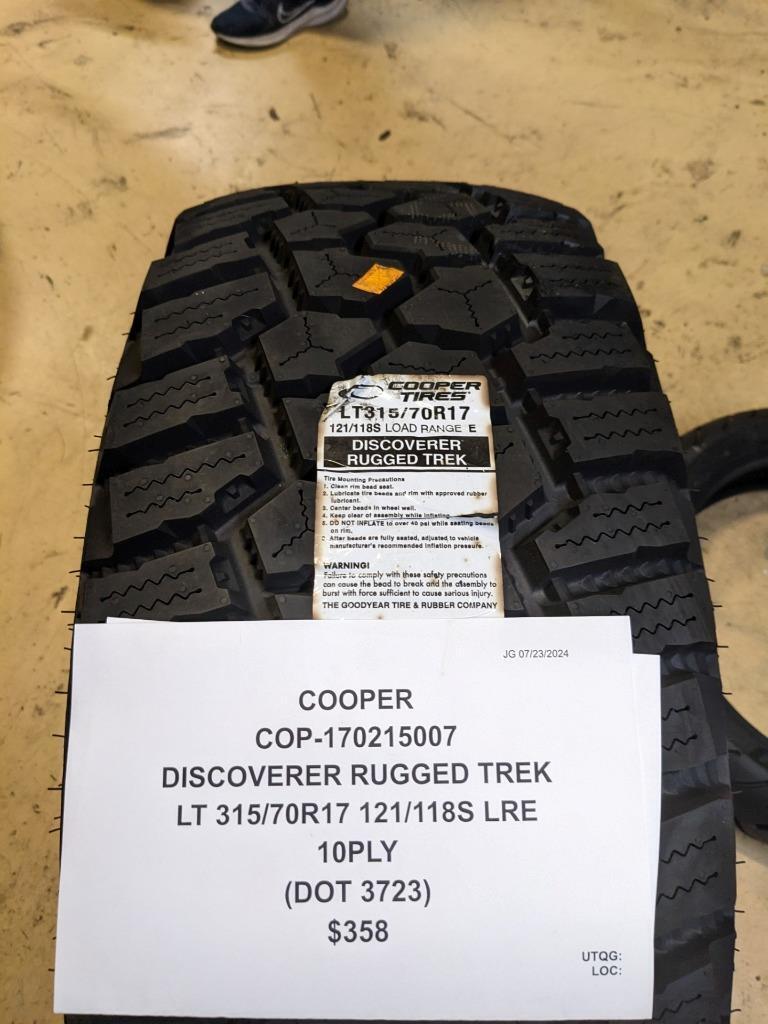 COOPER
TIRES
LT315/70R17
121/118S LOAD RANGE E
DISCOVERER
RUGGED TREK
Tire Mounting Precautions
1. Clean rim bead seat.
2. Lubricate tire beads and rim with approved rubber
lubricant.
3. Center beads in wheel well.
4. Keep clear of assembly while inflating.
5. DO NOT INFLATE to over 40 psi while seating beads
on rim.
After beads are fully seated, adjusted to vehicle
manufacturer's recommended inflation pressure.
WARNING!
Failure to comply with these safety precautions
can cause the bead to break and the assembly to
burst with force sufficient to cause serious injury.
THE GOODYEAR TIRE & RUBBER COMPANY
JG 07/23/2024
COOPER
COP-170215007
DISCOVERER RUGGED TREK
LT 315/70R17 121/118S LRE
10PLY
(DOT 3723)
$358
UTQG:
LOC: